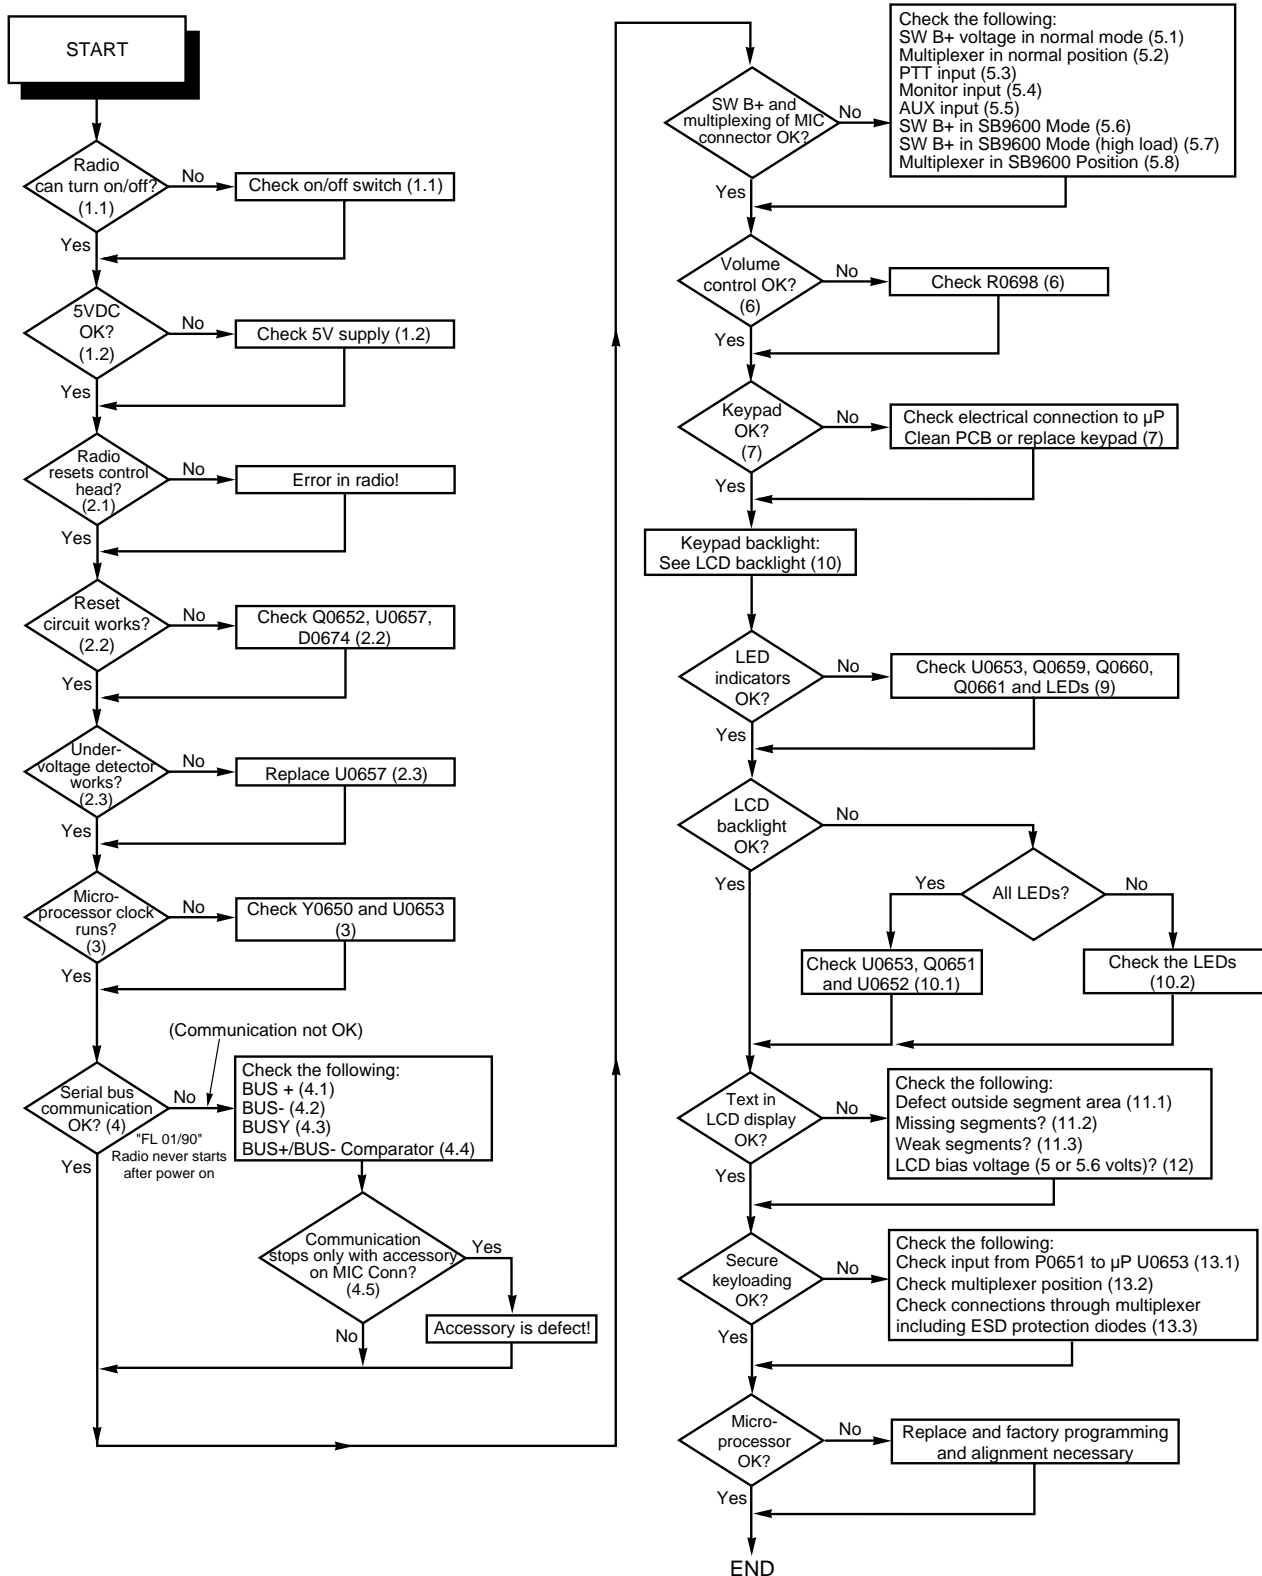 START
Radio
can turn on/off?
(1.1)
No
Check on/off switch (1.1)
Yes
5VDC
OK?
(1.2)
No
Check 5V supply (1.2)
Yes
Radio
resets control
head?
(2.1)
No
Error in radio!
Yes
Reset
circuit works?
(2.2)
No
Check Q0652, U0657,
D0674 (2.2)
Yes
Under-
voltage detector
works?
(2.3)
No
Replace U0657 (2.3)
Yes
Micro-
processor clock
runs?
(3)
No
Check Y0650 and U0653
(3)
Yes
(Communication not OK)
Serial bus
communication
OK? (4)
No
"FL 01/90"
Radio never starts
after power on
Check the following:
BUS + (4.1)
BUS- (4.2)
BUSY (4.3)
BUS+/BUS- Comparator (4.4)
Yes
Communication
stops only with accessory
on MIC Conn?
(4.5)
Yes
Accessory is defect!
No
SW B+ and
multiplexing of MIC
connector OK?
No
Check the following:
SW B+ voltage in normal mode (5.1)
Multiplexer in normal position (5.2)
PTT input (5.3)
Monitor input (5.4)
AUX input (5.5)
SW B+ in SB9600 Mode (5.6)
SW B+ in SB9600 Mode (high load) (5.7)
Multiplexer in SB9600 Position (5.8)
Yes
Volume
control OK?
(6)
No
Check R0698 (6)
Yes
Keypad
OK?
(7)
No
Check electrical connection to µP
Clean PCB or replace keypad (7)
Yes
Keypad backlight:
See LCD backlight (10)
LED
indicators
OK?
No
Check U0653, Q0659, Q0660,
Q0661 and LEDs (9)
Yes
LCD
backlight
OK?
No
Yes
All LEDs?
Yes
No
Check U0653, Q0651
and U0652 (10.1)
Check the LEDs
(10.2)
Text in
LCD display
OK?
No
Check the following:
Defect outside segment area (11.1)
Missing segments? (11.2)
Weak segments? (11.3)
LCD bias voltage (5 or 5.6 volts)? (12)
Yes
Secure
keyloading
OK?
No
Check the following:
Check input from P0651 to µP U0653 (13.1)
Check multiplexer position (13.2)
Check connections through multiplexer
including ESD protection diodes (13.3)
Yes
Micro-
processor
OK?
No
Replace and factory programming
and alignment necessary
Yes
END